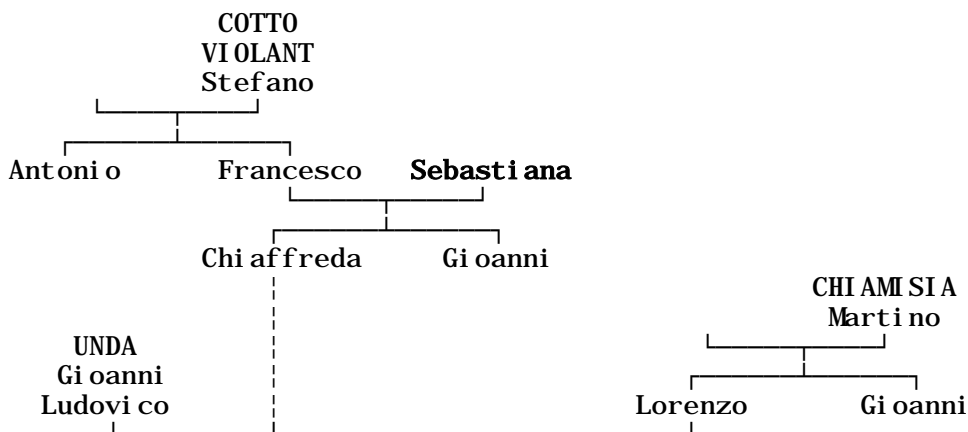 COTTO
VIOLANT
Stefano
Antonio Francesco Sebastiana
Chiaffreda Gioanni
CHIAMISIA
Martino
UNDA
Gioanni
Ludovico Lorenzo Gioanni